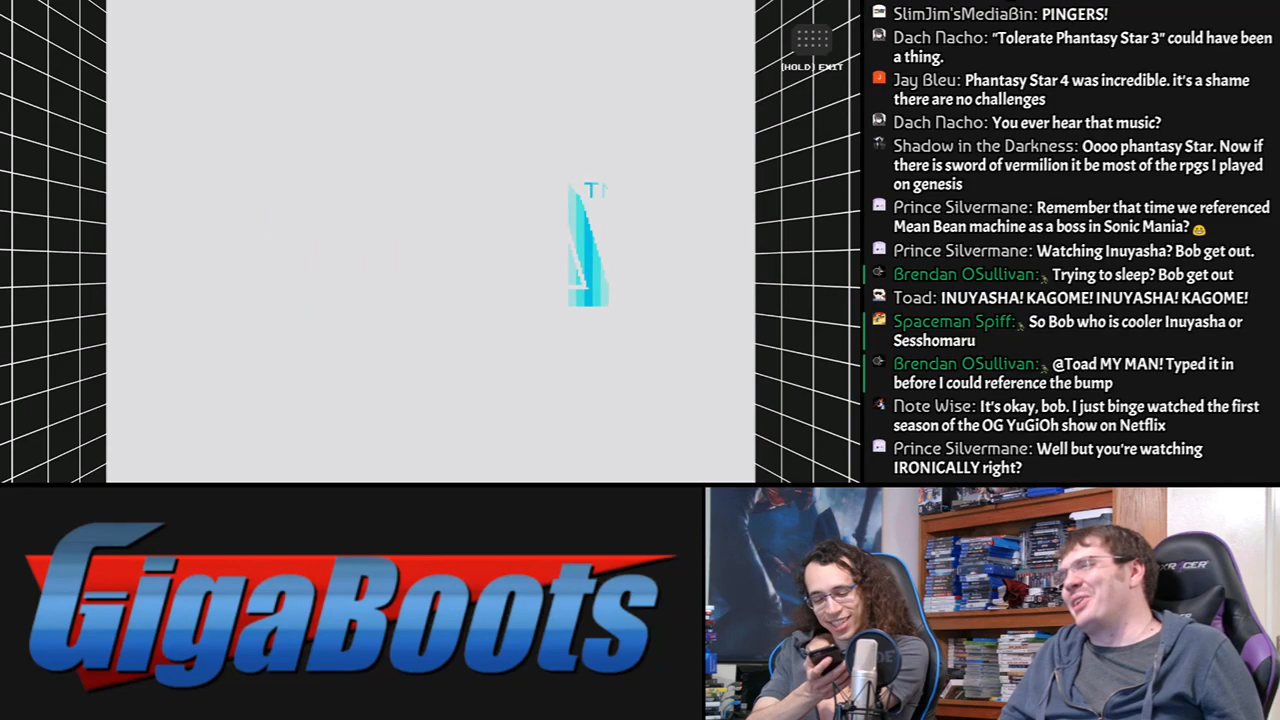 [HOLD] EXIT
SlimJim'sMediaBin: PINGERS!
Dach Nacho: "Tolerate Phantasy Star 3" could have been
a thing.
Jay Bleu: Phantasy Star 4 was incredible. it's a shame
there are no challenges
Dach Nacho: You ever hear that music?
Shadow in the Darkness: Oooo phantasy Star. Now if
there is sword of vermilion it be most of the rpgs I played
on genesis
Prince Silvermane: Remember that time we referenced
Mean Bean machine as a boss in Sonic Mania?
Prince Silvermane: Watching Inuyasha? Bob get out.
Brendan OSullivan: Trying to sleep? Bob get out
Toad: INUYASHA! KAGOME! INUYASHA! KAGOME!
Spaceman Spiff: So Bob who is cooler Inuyasha or
Sesshomaru
Brendan OSullivan: @Toad MY MAN! Typed it in
before I could reference the bump
Note Wise: It's okay, bob. I just binge watched the first
season of the OG YuGiOh show on Netflix
Prince Silvermane: Well but you're watching
IRONICALLY right?
GigaBoots